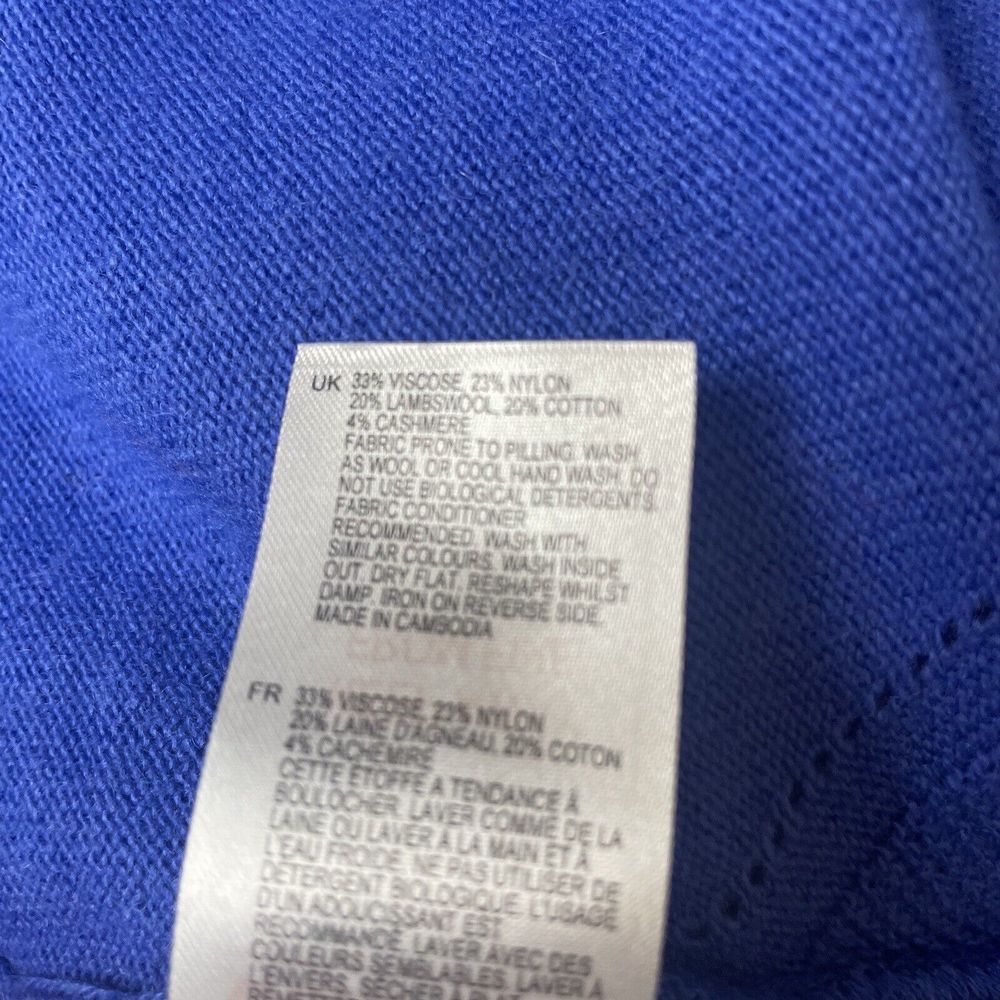 UK 33% VISCOSE, 23% NYLON
20% LAMBSWOOL, 20% COTTON
4% CASHMERE
FABRIC PRONE TO PILLING. WASH
AS WOOL OR COOL HAND WASH. DO
NOT USE BIOLOGICAL DETERGENTS.
FABRIC CONDITIONER
RECOMMENDED. WASH WITH
SIMILAR COLOURS. WASH INSIDE
OUT. DRY FLAT. RESHAPE WHILST
DAMP. IRON ON REVERSE SIDE.
MADE IN CAMBODIA
FR 33% VISCOSE, 23% NYLON
20% LAINE D'AGNEAU, 20% COTON
4% CACHEMIRE
CETTE ÉTOFFE A TENDANCE À
BOULOCHER. LAVER COMME DE LA
LAINE OU LAVER À LA MAIN ET À
L'EAU FROIDE. NE PAS UTILISER DE
DÉTERGENT BIOLOGIQUE. L'USAGE
D'UN ADOUCISSANT EST
RECOMMANDÉ. LAVER AVEC DES
COULEURS SEMBLABLES. LAVER À
L'ENVERS. SÉCHER À PLAT.